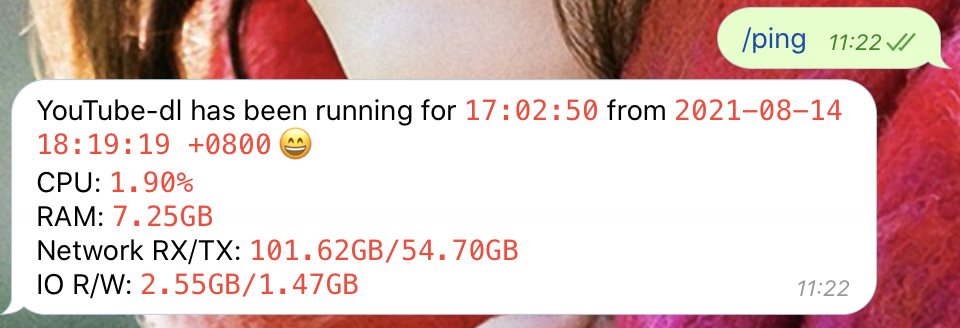 /ping 11:22
YouTube-dl has been running for 17:02:50 from 2021-08-14
18:19:19 +0800 😄
CPU: 1.90%
RAM: 7.25GB
Network RX/TX: 101.62GB/54.70GB
IO R/W: 2.55GB/1.47GB
11:22